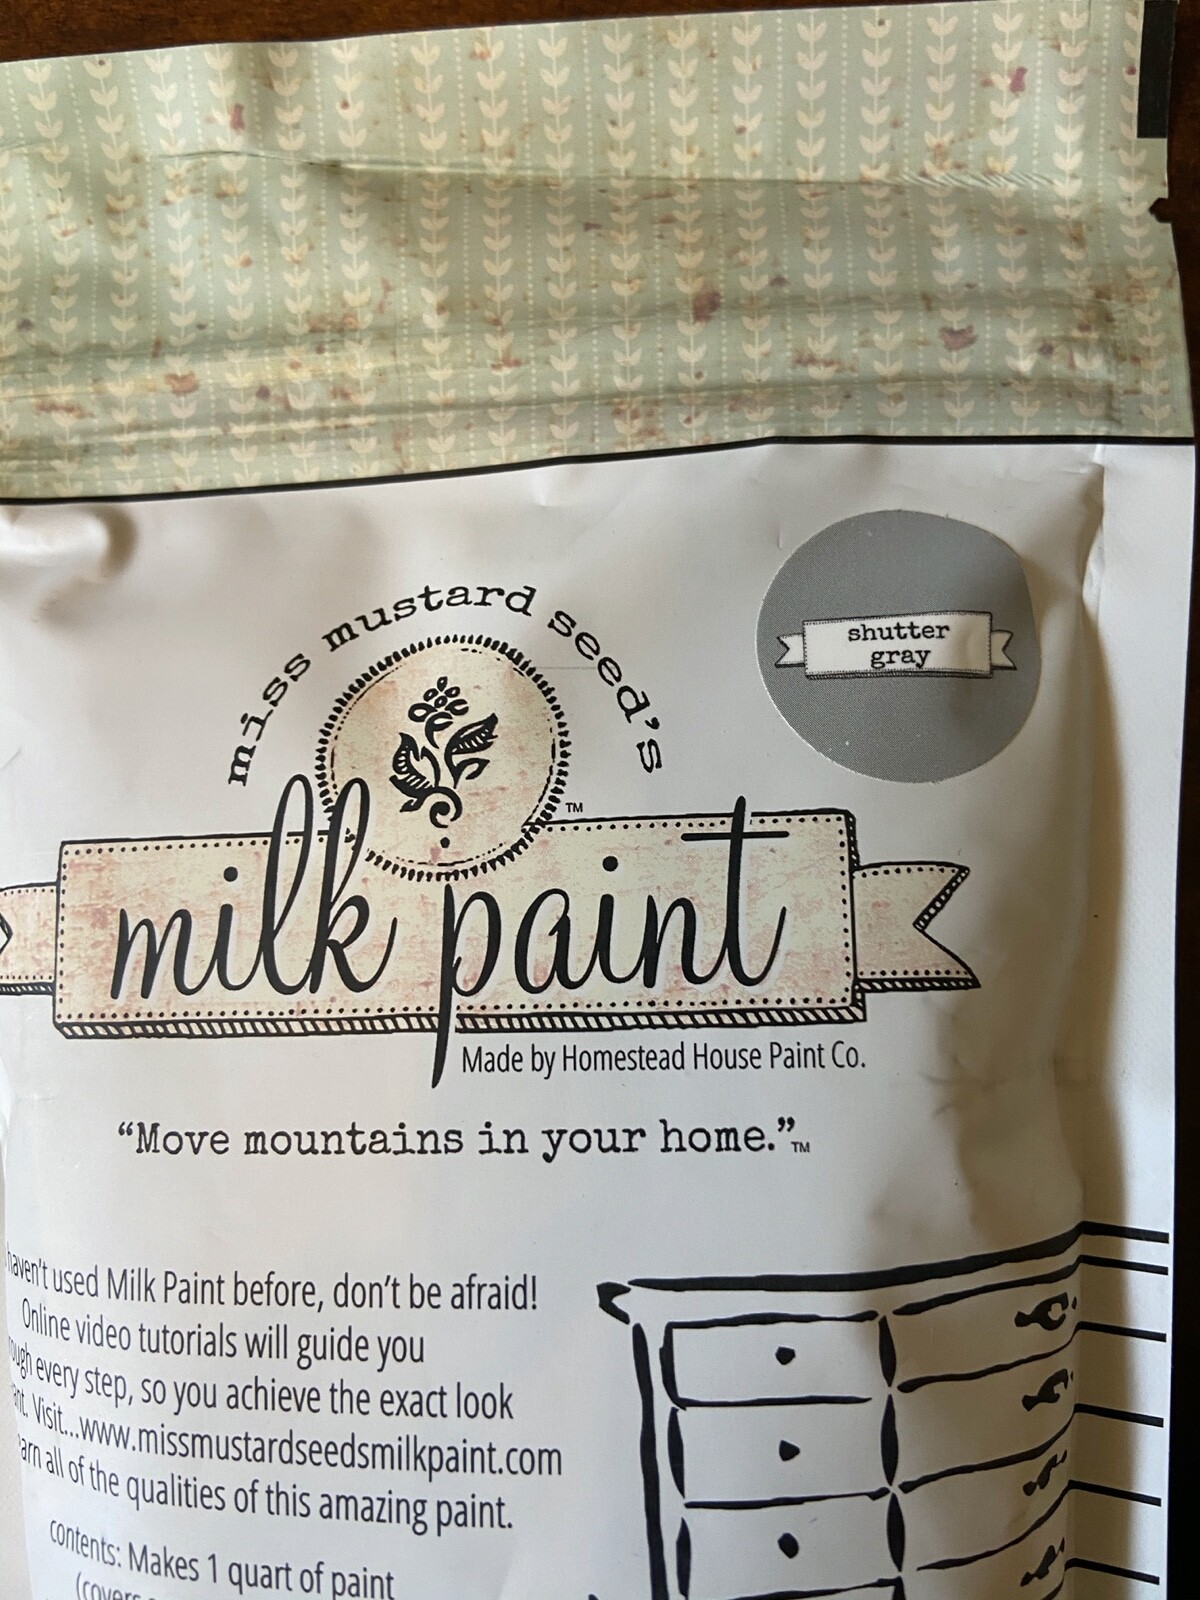 miss mustard seed's
shutter
gray
TM
milk paint
Made by Homestead House Paint Co.
“Move mountains in your home.”TM
haven't used Milk Paint before, don't be afraid!
Online video tutorials will guide you
every step, so you achieve the exact look
Visit...www.missmustardseedsmilkpaint.com
all of the qualities of this amazing paint.
contents: Makes 1 quart of paint
(covers